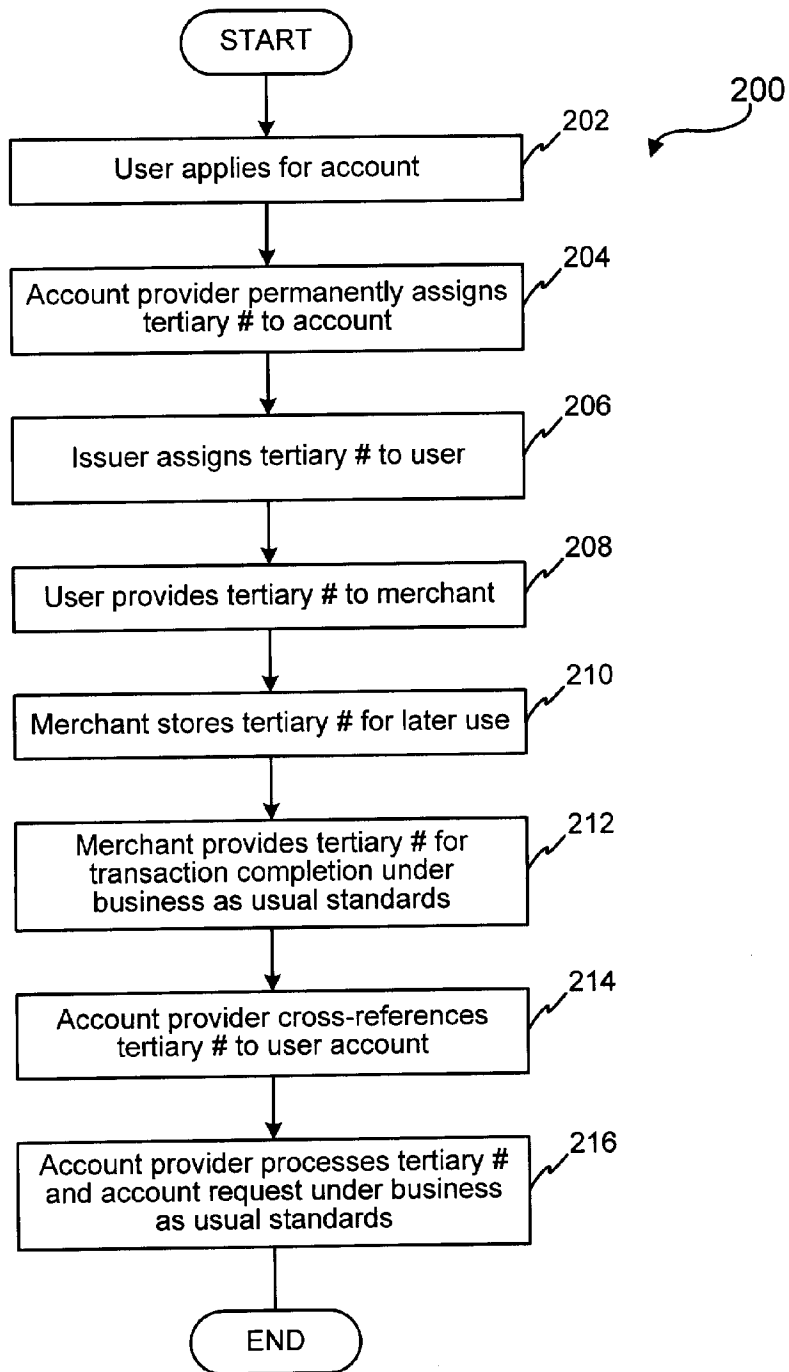 START
200
202
User applies for account
204
Account provider permanently assigns
tertiary # to account
206
Issuer assigns tertiary # to user
208
User provides tertiary # to merchant
210
Merchant stores tertiary # for later use
212
Merchant provides tertiary # for
transaction completion under
business as usual standards
214
Account provider cross-references
tertiary # to user account
216
Account provider processes tertiary #
and account request under business
as usual standards
END